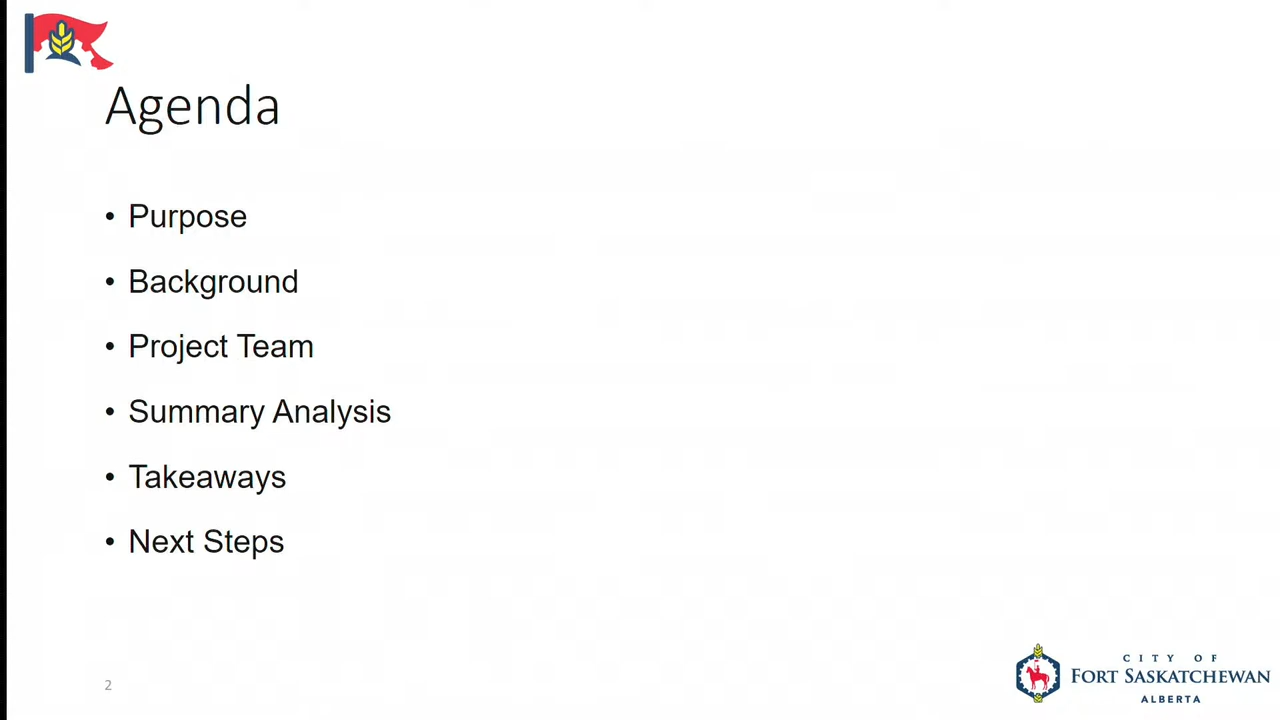 Agenda
• Purpose
• Background
• Project Team
• Summary Analysis
• Takeaways
• Next Steps
2
CITY OF
FORT SASKATCHEWAN
ALBERTA